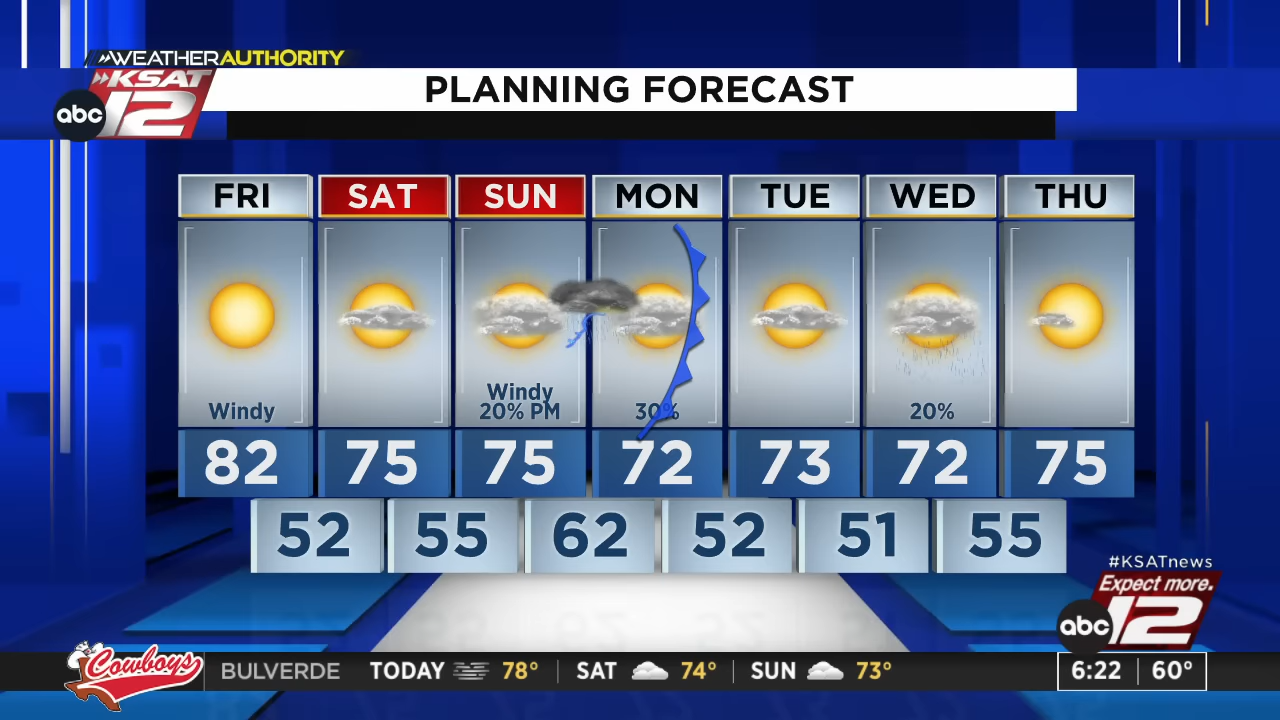 WEATHERAUTHORITY
KSAT
abc 12
PLANNING FORECAST
FRI SAT SUN MON TUE WED THU
Windy
Windy
20% PM
30%
20%
82 75 75 72 73 72 75
52 55 62 52 51 55
#KSATnews
Expect more.
abc 12
Cowboys BULVERDE TODAY 78° SAT 74° SUN 73° 6:22 60°